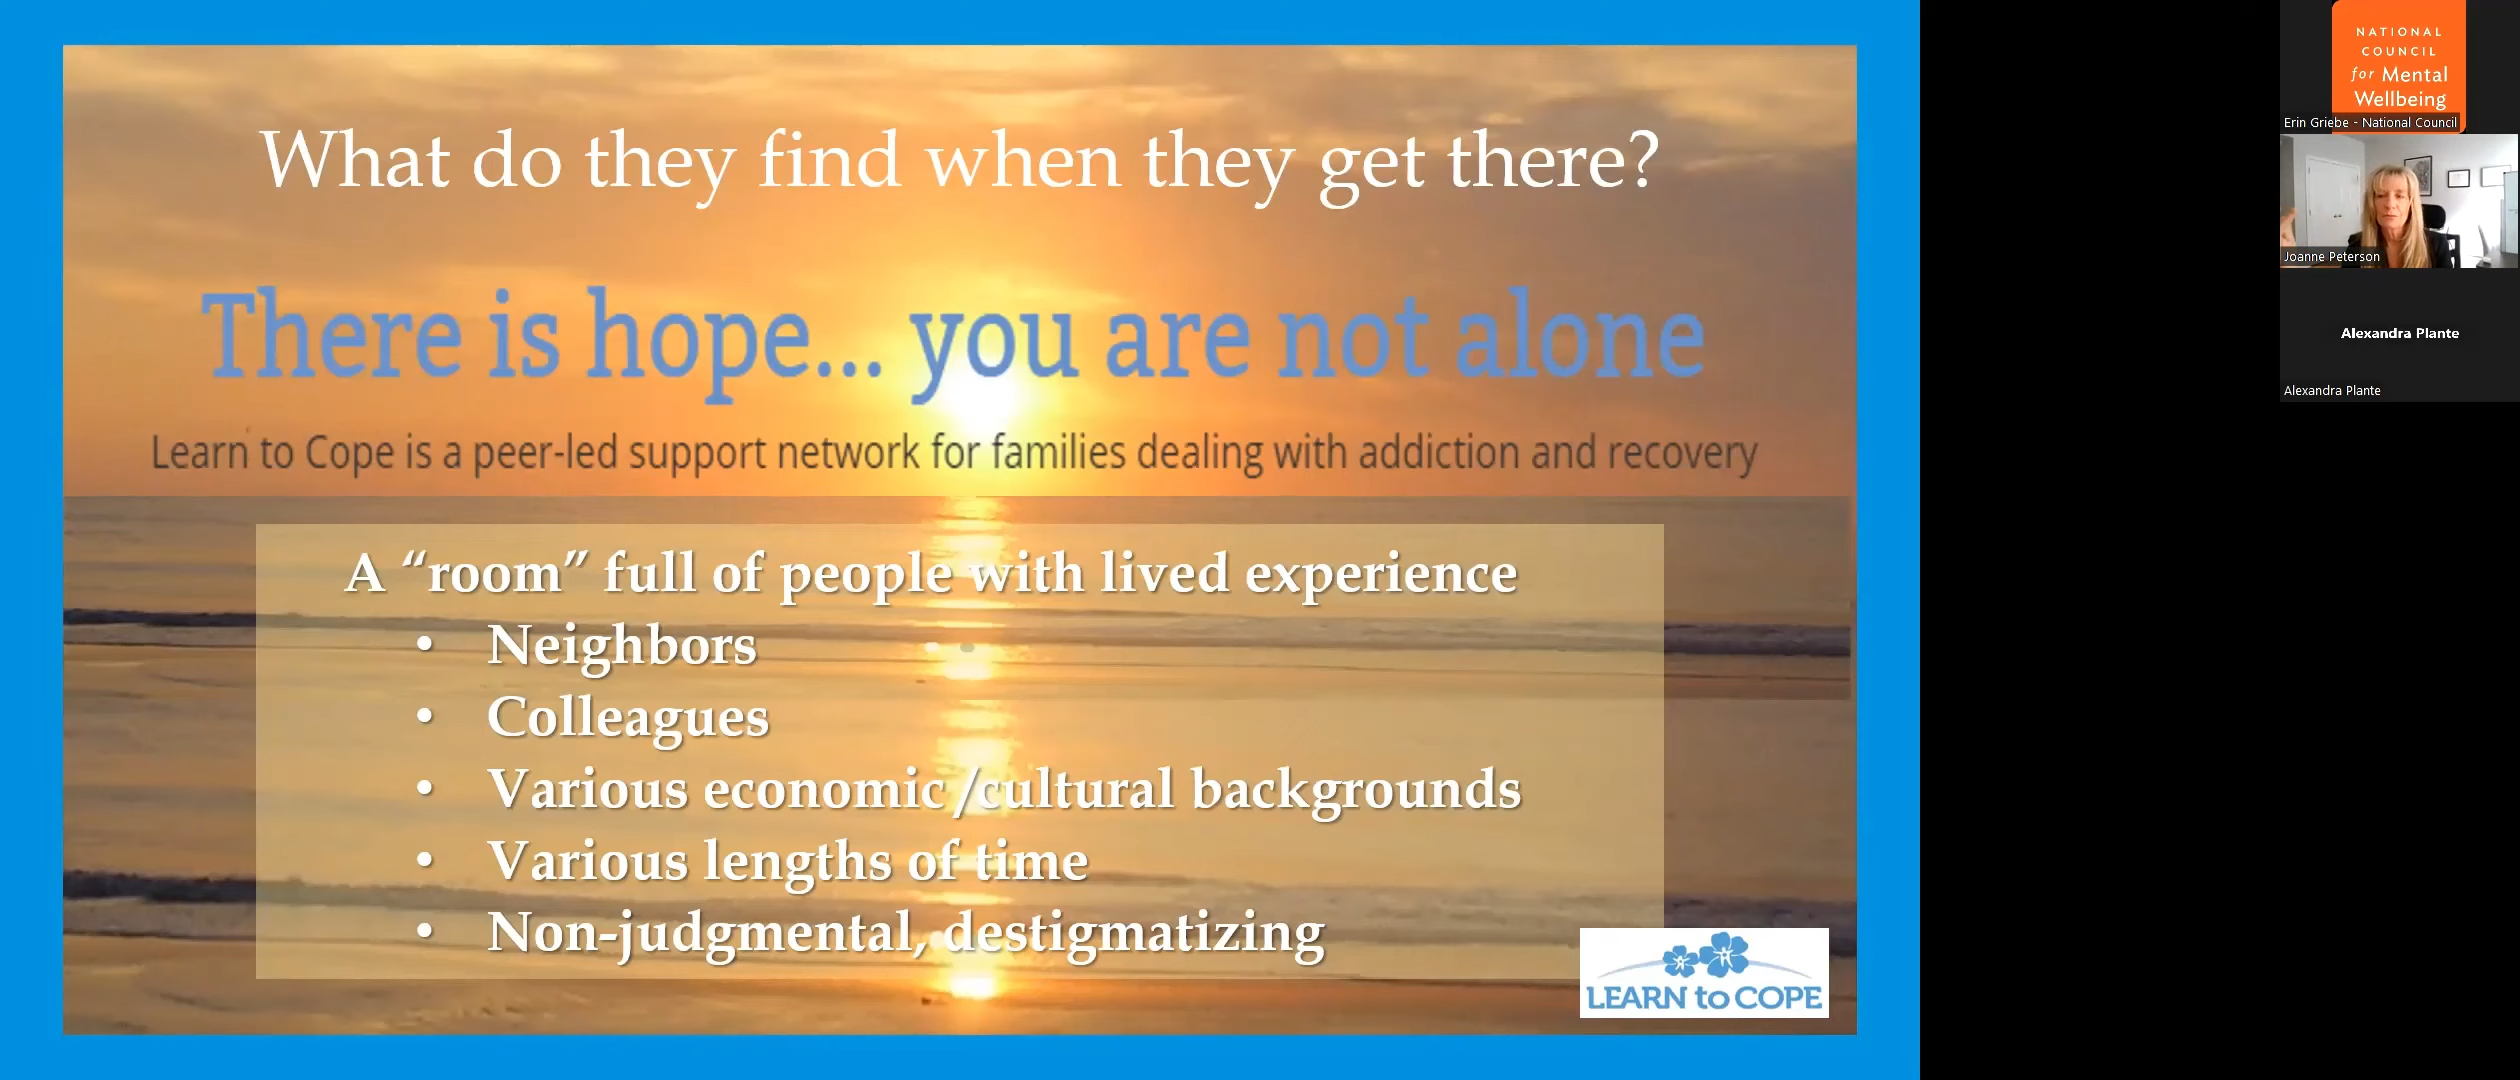 What do they find when they get there?
There is hope... you are not alone
Learn to Cope is a peer-led support network for families dealing with addiction and recovery
A “room” full of people with lived experience
• Neighbors
• Colleagues
• Various economic /cultural backgrounds
• Various lengths of time
• Non-judgmental, destigmatizing
LEARN to COPE
NATIONAL
COUNCIL
for Mental
Wellbeing
Erin Griebe - National Council
Joanne Peterson
Alexandra Plante
Alexandra Plante